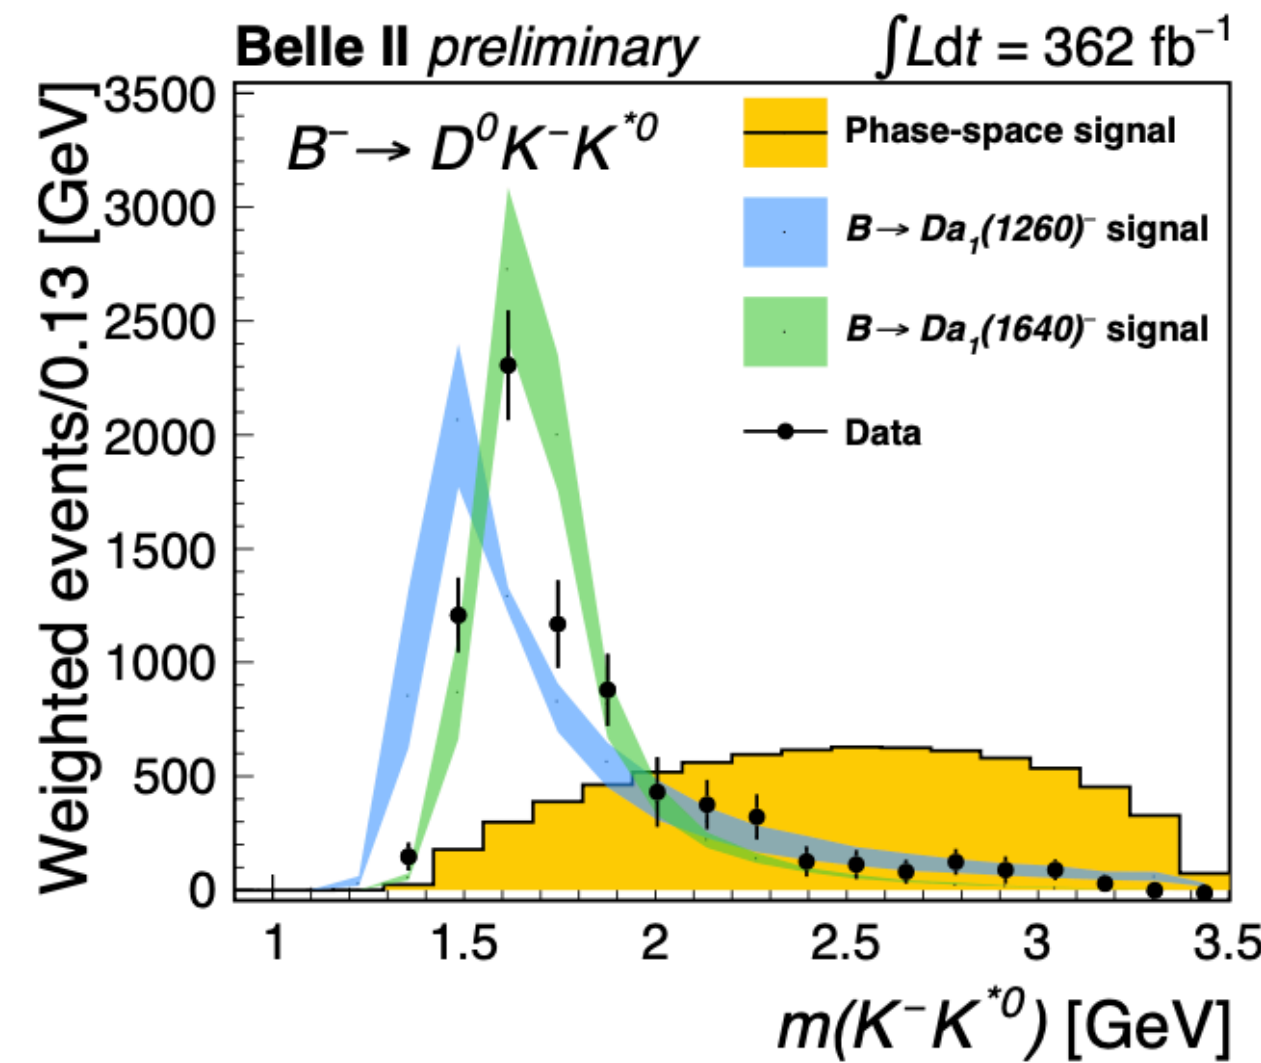 Belle II preliminary ∫Ldt = 362 fb⁻¹
B⁻→ D⁰K⁻K*⁰
Phase-space signal
B→ Da₁(1260)⁻ signal
B→ Da₁(1640)⁻ signal
Data
Weighted events/0.13 [GeV]
3500
3000
2500
2000
1500
1000
500
0
1 1.5 2 2.5 3 3.5
m(K⁻K*⁰) [GeV]